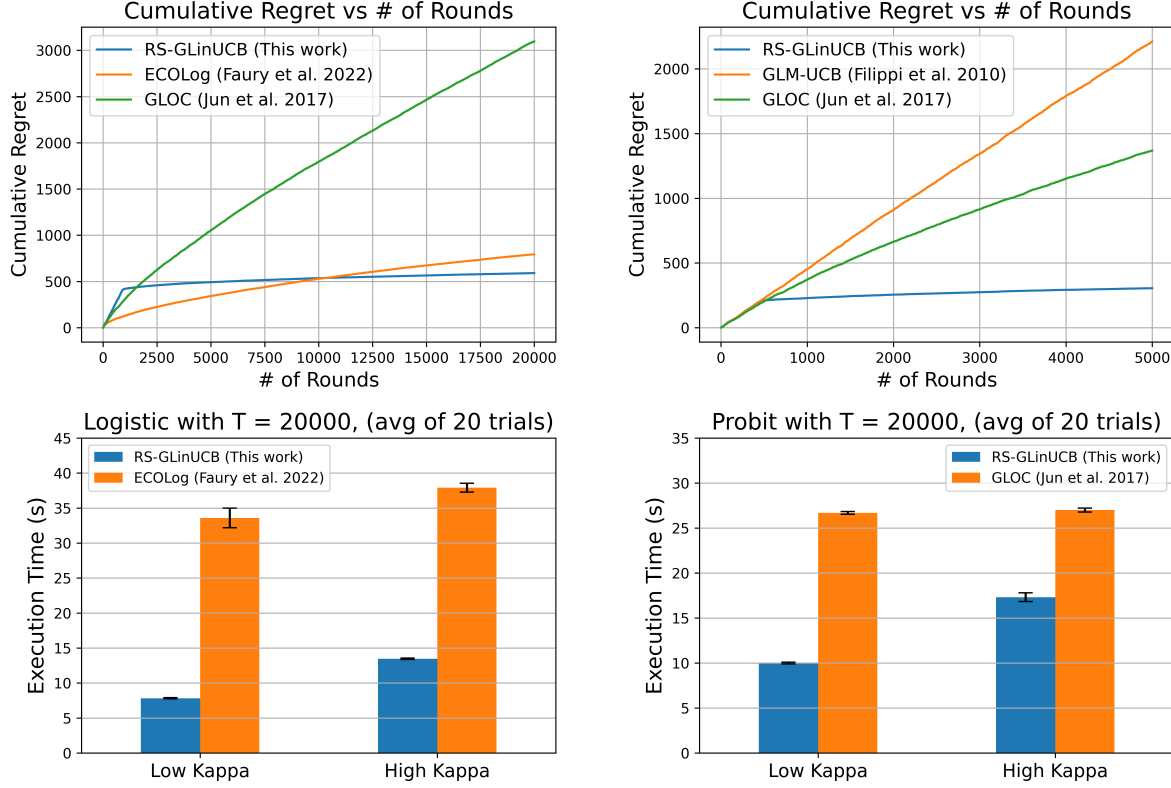 Cumulative Regret vs # of Rounds
RS-GLinUCB (This work)
ECOLog (Faury et al. 2022)
GLOC (Jun et al. 2017)
Cumulative Regret
3000
2500
2000
1500
1000
500
0
0 2500 5000 7500 10000 12500 15000 17500 20000
# of Rounds
Cumulative Regret vs # of Rounds
RS-GLinUCB (This work)
GLM-UCB (Filippi et al. 2010)
GLOC (Jun et al. 2017)
Cumulative Regret
2000
1500
1000
500
0
0 1000 2000 3000 4000 5000
# of Rounds
Logistic with T = 20000, (avg of 20 trials)
RS-GLinUCB (This work)
ECOLog (Faury et al. 2022)
Execution Time (s)
45
40
35
30
25
20
15
10
5
0
Low Kappa High Kappa
Probit with T = 20000, (avg of 20 trials)
RS-GLinUCB (This work)
GLOC (Jun et al. 2017)
Execution Time (s)
35
30
25
20
15
10
5
0
Low Kappa High Kappa